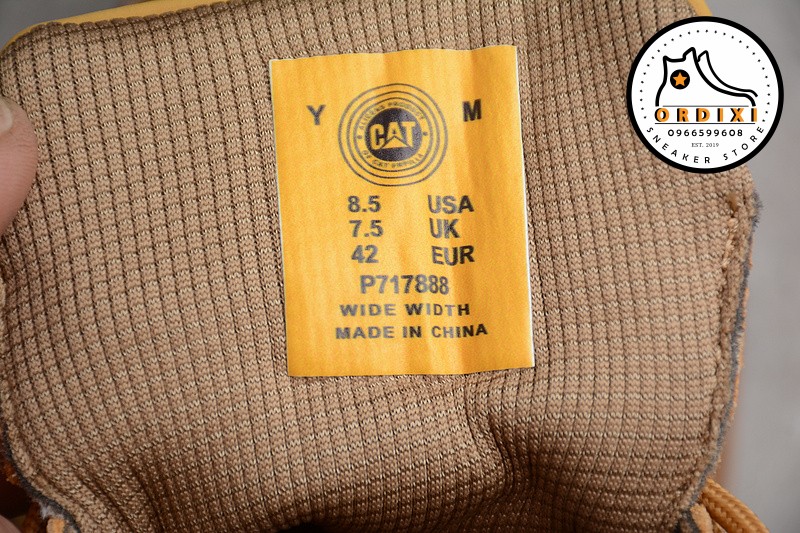 Y M
CAT
8.5 USA
7.5 UK
42 EUR
P717888
WIDE WIDTH
MADE IN CHINA
ORDIXI
0966599608
EST. 2019
SNEAKER STORE